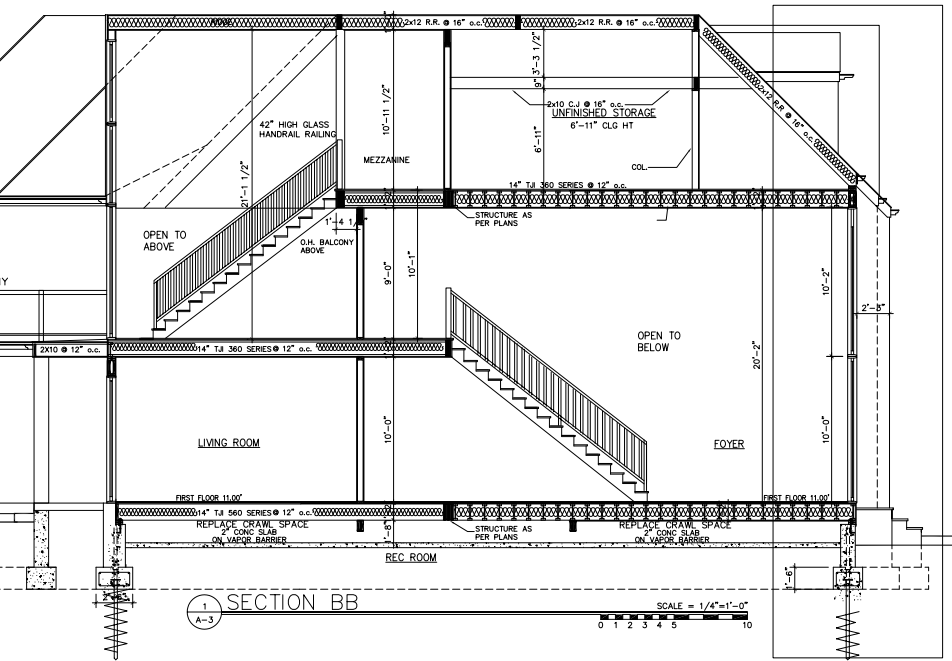 RIDGE
2x12 R.R. @ 16" o.c.
2x12 R.R. @ 16" o.c.
3'-3 1/2"
9"
2x12 R.R. @ 16" o.c.
10'-11 1/2"
2x10 C.J @ 16" o.c.
UNFINISHED STORAGE
6'-11" CLG HT
6'-11"
42" HIGH GLASS
HANDRAIL RAILING
MEZZANINE
COL.
21'-1 1/2"
14" TJI 360 SERIES @ 12" o.c.
STRUCTURE AS
PER PLANS
1'-4 1/
OPEN TO
ABOVE
O.H. BALCONY
ABOVE
9'-0"
10'-1"
10'-2"
2'-3"
OPEN TO
BELOW
20'-2"
2X10 @ 12" o.c.
14" TJI 360 SERIES @ 12" o.c.
LIVING ROOM
10'-0"
FOYER
10'-0"
FIRST FLOOR 11.00'
FIRST FLOOR 11.00'
14" TJI 560 SERIES @ 12" o.c.
REPLACE CRAWL SPACE
2" CONC SLAB
ON VAPOR BARRIER
STRUCTURE AS
PER PLANS
REPLACE CRAWL SPACE
2" CONC SLAB
ON VAPOR BARRIER
REC ROOM
1'-6"
1
A-3
SECTION BB
SCALE = 1/4"=1'-0"
0 1 2 3 4 5 10